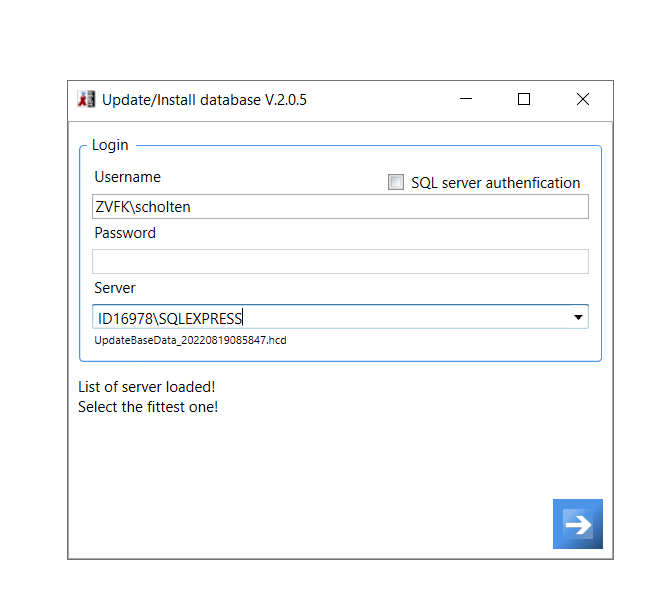 Update/Install database V.2.0.5
Login
Username
SQL server authenfication
ZVFK\scholten
Password
Server
ID16978\SQLEXPRESS
UpdateBaseData_20220819085847.hcd
List of server loaded!
Select the fittest one!